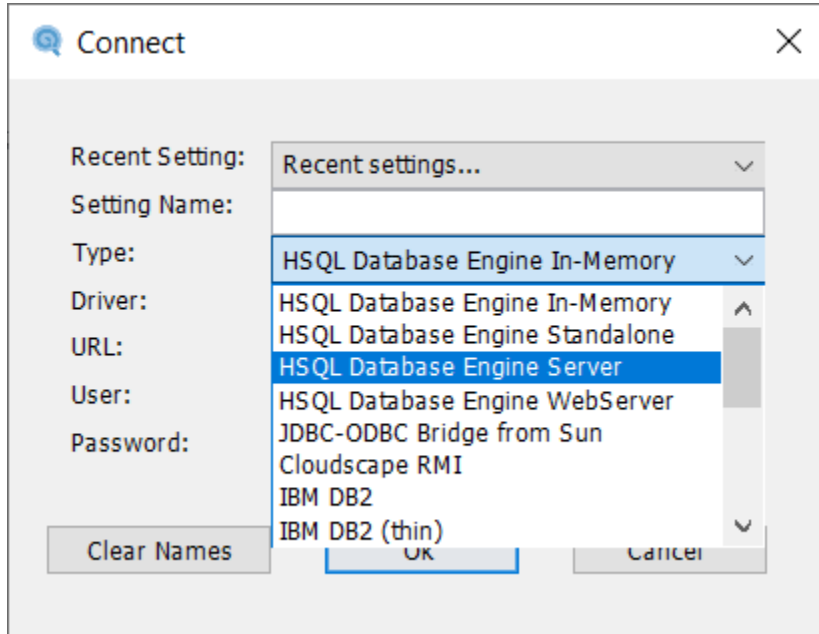 Connect
Recent Setting: Recent settings...
Setting Name:
Type: HSQL Database Engine In-Memory
Driver: HSQL Database Engine In-Memory
HSQL Database Engine Standalone
URL: HSQL Database Engine Server
User: HSQL Database Engine WebServer
Password: JDBC-ODBC Bridge from Sun
Cloudscape RMI
IBM DB2
IBM DB2 (thin)
Clear Names Ok Cancel